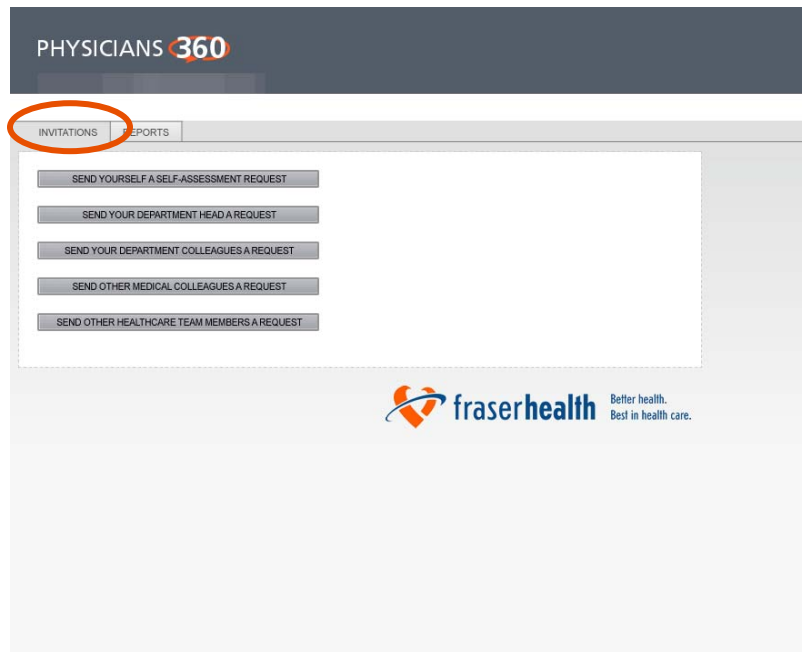 PHYSICIANS 360
INVITATIONS REPORTS
SEND YOURSELF A SELF-ASSESSMENT REQUEST
SEND YOUR DEPARTMENT HEAD A REQUEST
SEND YOUR DEPARTMENT COLLEAGUES A REQUEST
SEND OTHER MEDICAL COLLEAGUES A REQUEST
SEND OTHER HEALTHCARE TEAM MEMBERS A REQUEST
fraserhealth Better health.
Best in health care.